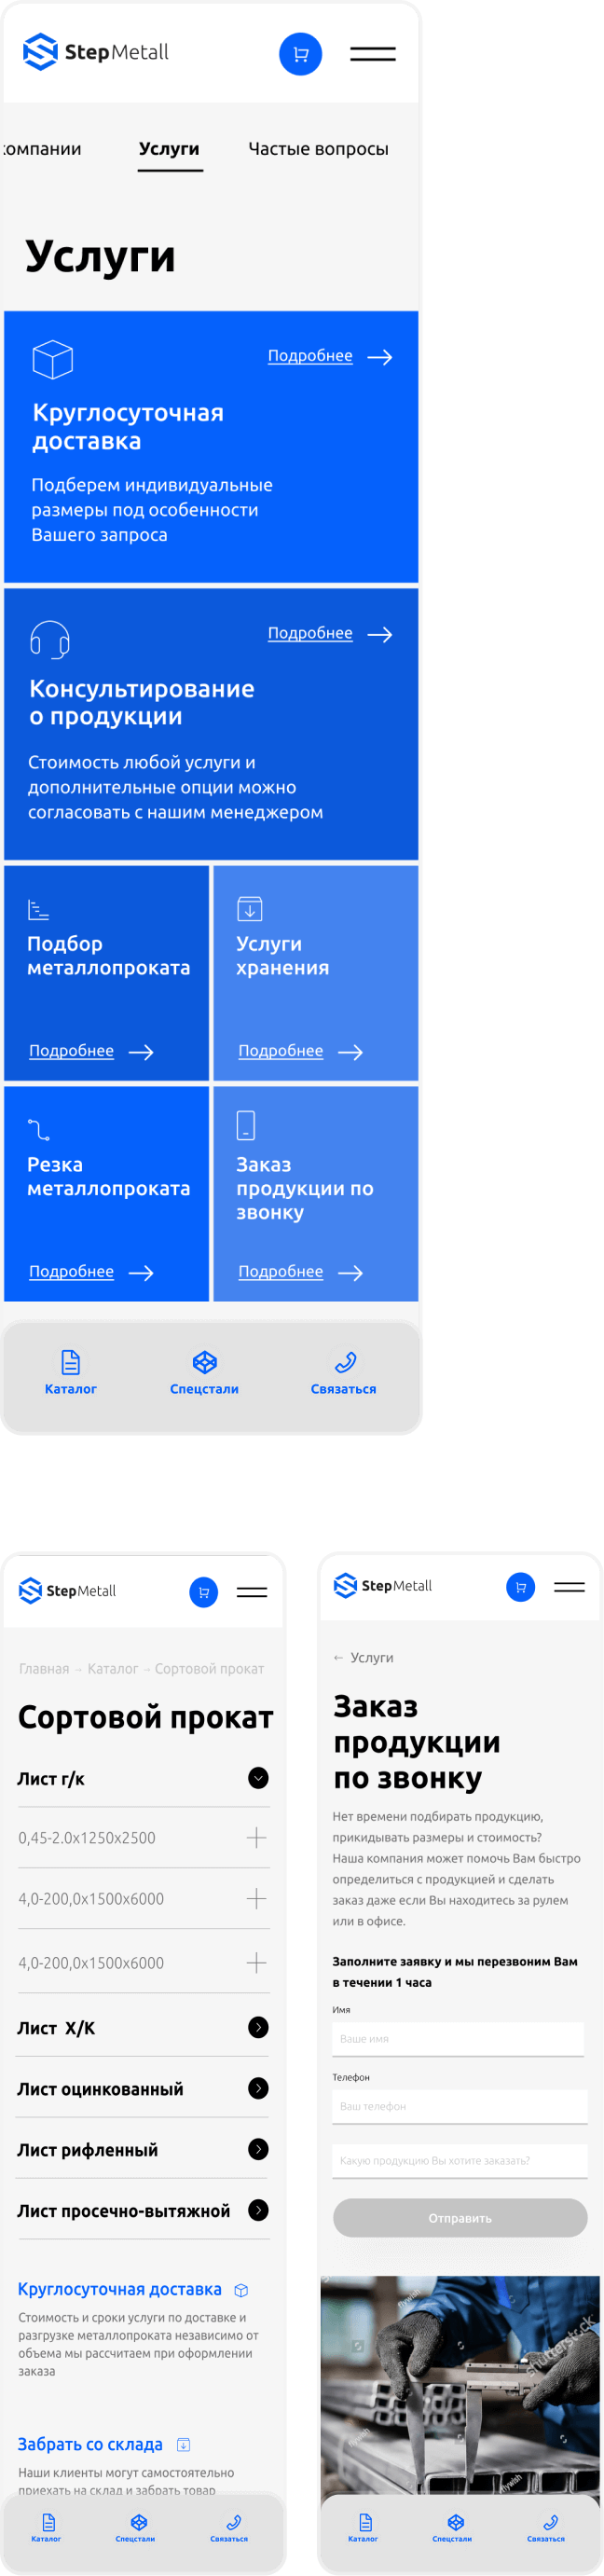 StepMetall
компании Услуги Частые вопросы
Услуги
Подробнее
Круглосуточная
доставка
Подберем индивидуальные
размеры под особенности
Вашего запроса
Подробнее
Консультирование
о продукции
Стоимость любой услуги и
дополнительные опции можно
согласовать с нашим менеджером
Подбор
металлопроката
Подробнее
Услуги
хранения
Подробнее
Резка
металлопроката
Подробнее
Заказ
продукции по
звонку
Подробнее
Каталог Спецстали Связаться
StepMetall
Главная → Каталог → Сортовой прокат
Сортовой прокат
Лист г/к
0,45-2.0х1250х2500
4,0-200,0х1500х6000
4,0-200,0х1500х6000
Лист Х/К
Лист оцинкованный
Лист рифленный
Лист просечно-вытяжной
Круглосуточная доставка
Стоимость и сроки услуги по доставке и
разгрузке металлопроката независимо от
объема мы рассчитаем при оформлении
заказа
Забрать со склада
Наши клиенты могут самостоятельно
приехать на склад и забрать товар
Каталог Спецстали Связаться
StepMetall
← Услуги
Заказ
продукции
по звонку
Нет времени подбирать продукцию,
прикидывать размеры и стоимость?
Наша компания может помочь Вам быстро
определиться с продукцией и сделать
заказ даже если Вы находитесь за рулем
или в офисе.
Заполните заявку и мы перезвоним Вам
в течении 1 часа
Имя
Ваше имя
Телефон
Ваш телефон
Какую продукцию Вы хотите заказать?
Отправить
flywish
shutterstock
flywish
flywish
Каталог Спецстали Связаться